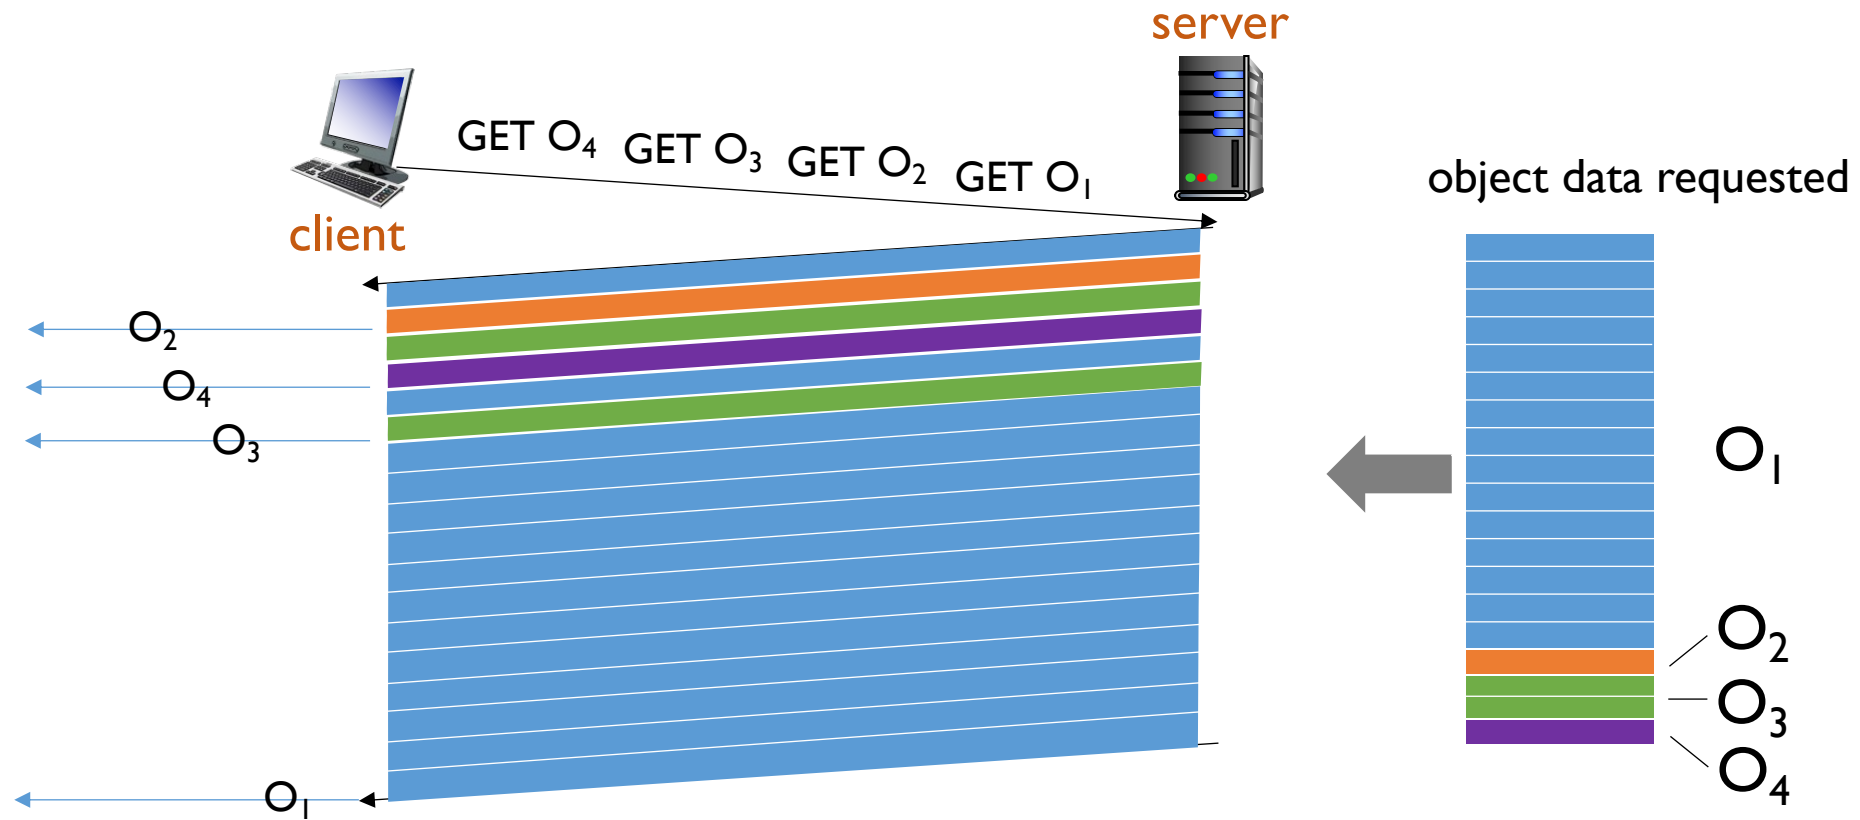 server
GET O₄ GET O₃ GET O₂ GET O₁
object data requested
client
O₂
O₄
O₃
O₁
O₂
O₃
O₄
O₁